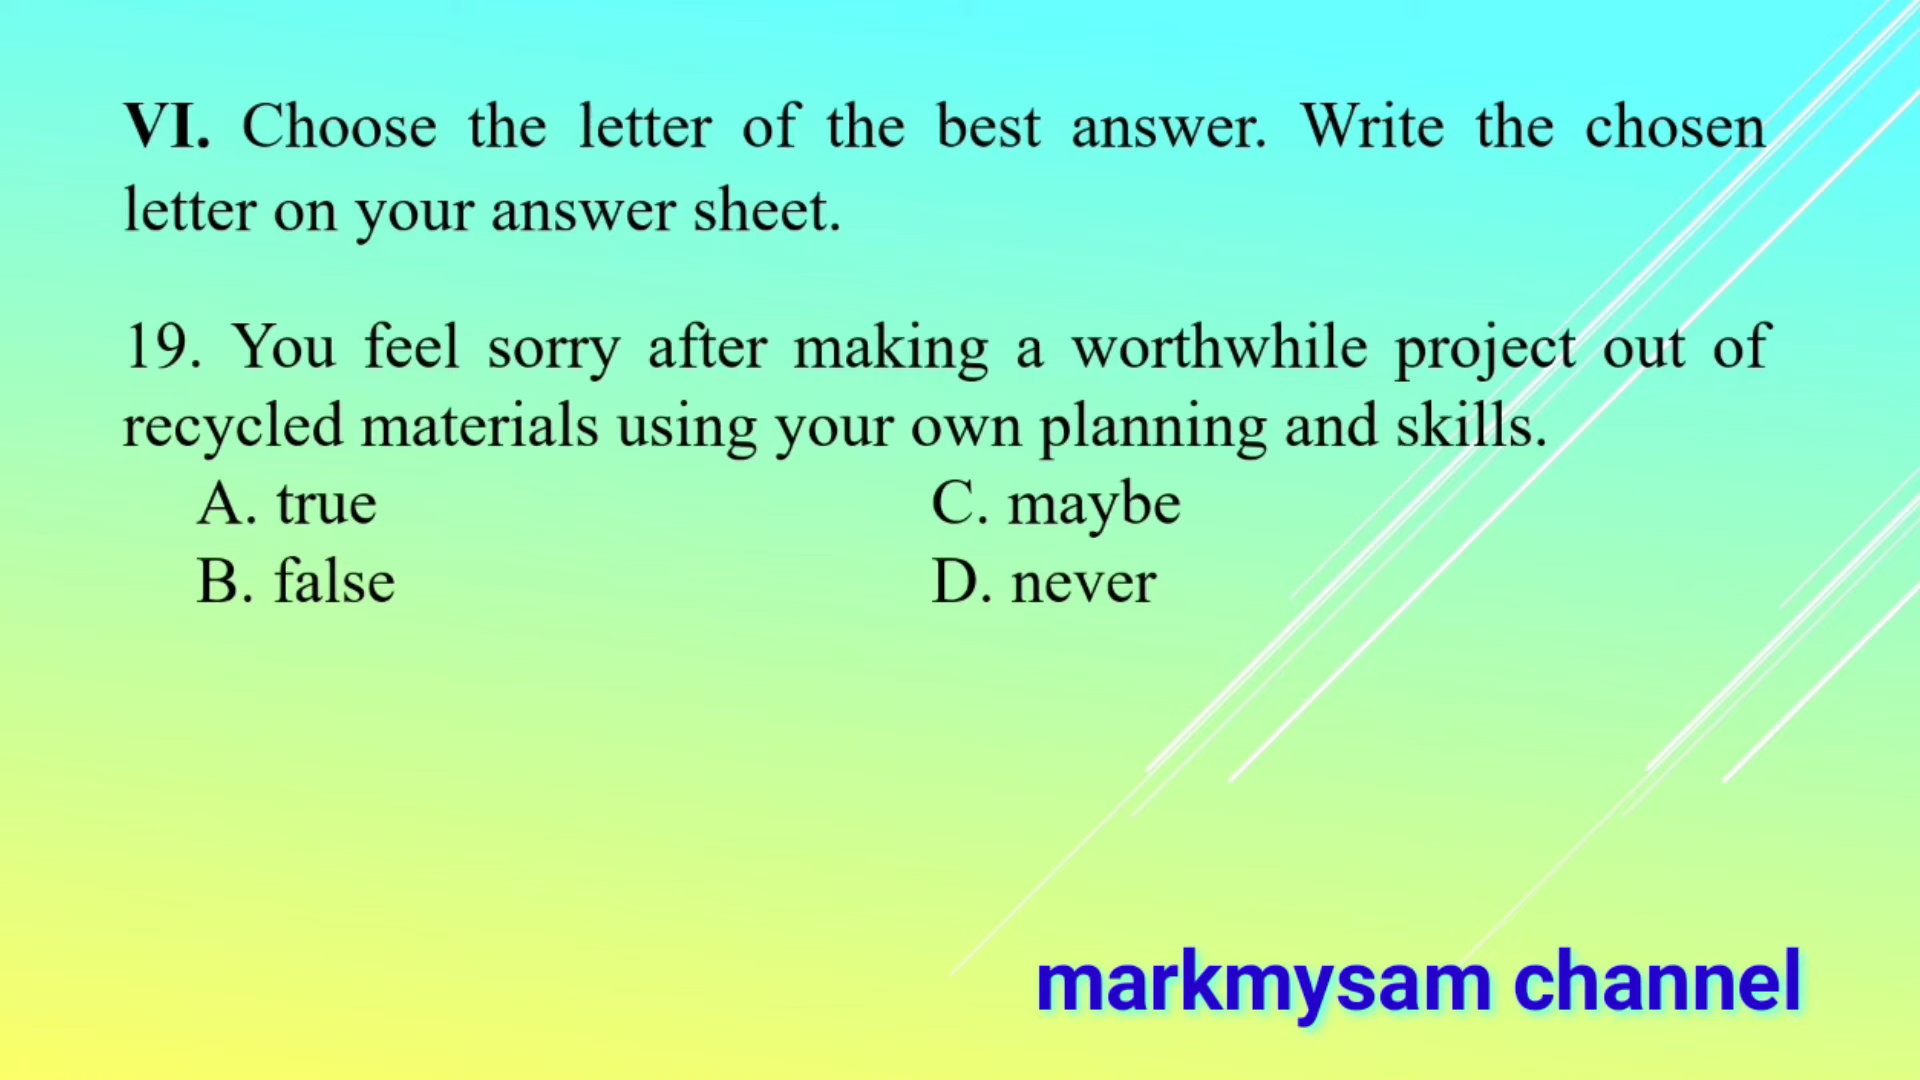 VI. Choose the letter of the best answer. Write the chosen
letter on your answer sheet.
19. You feel sorry after making a worthwhile project out of
recycled materials using your own planning and skills.
A. true C. maybe
B. false D. never
markmysam channel